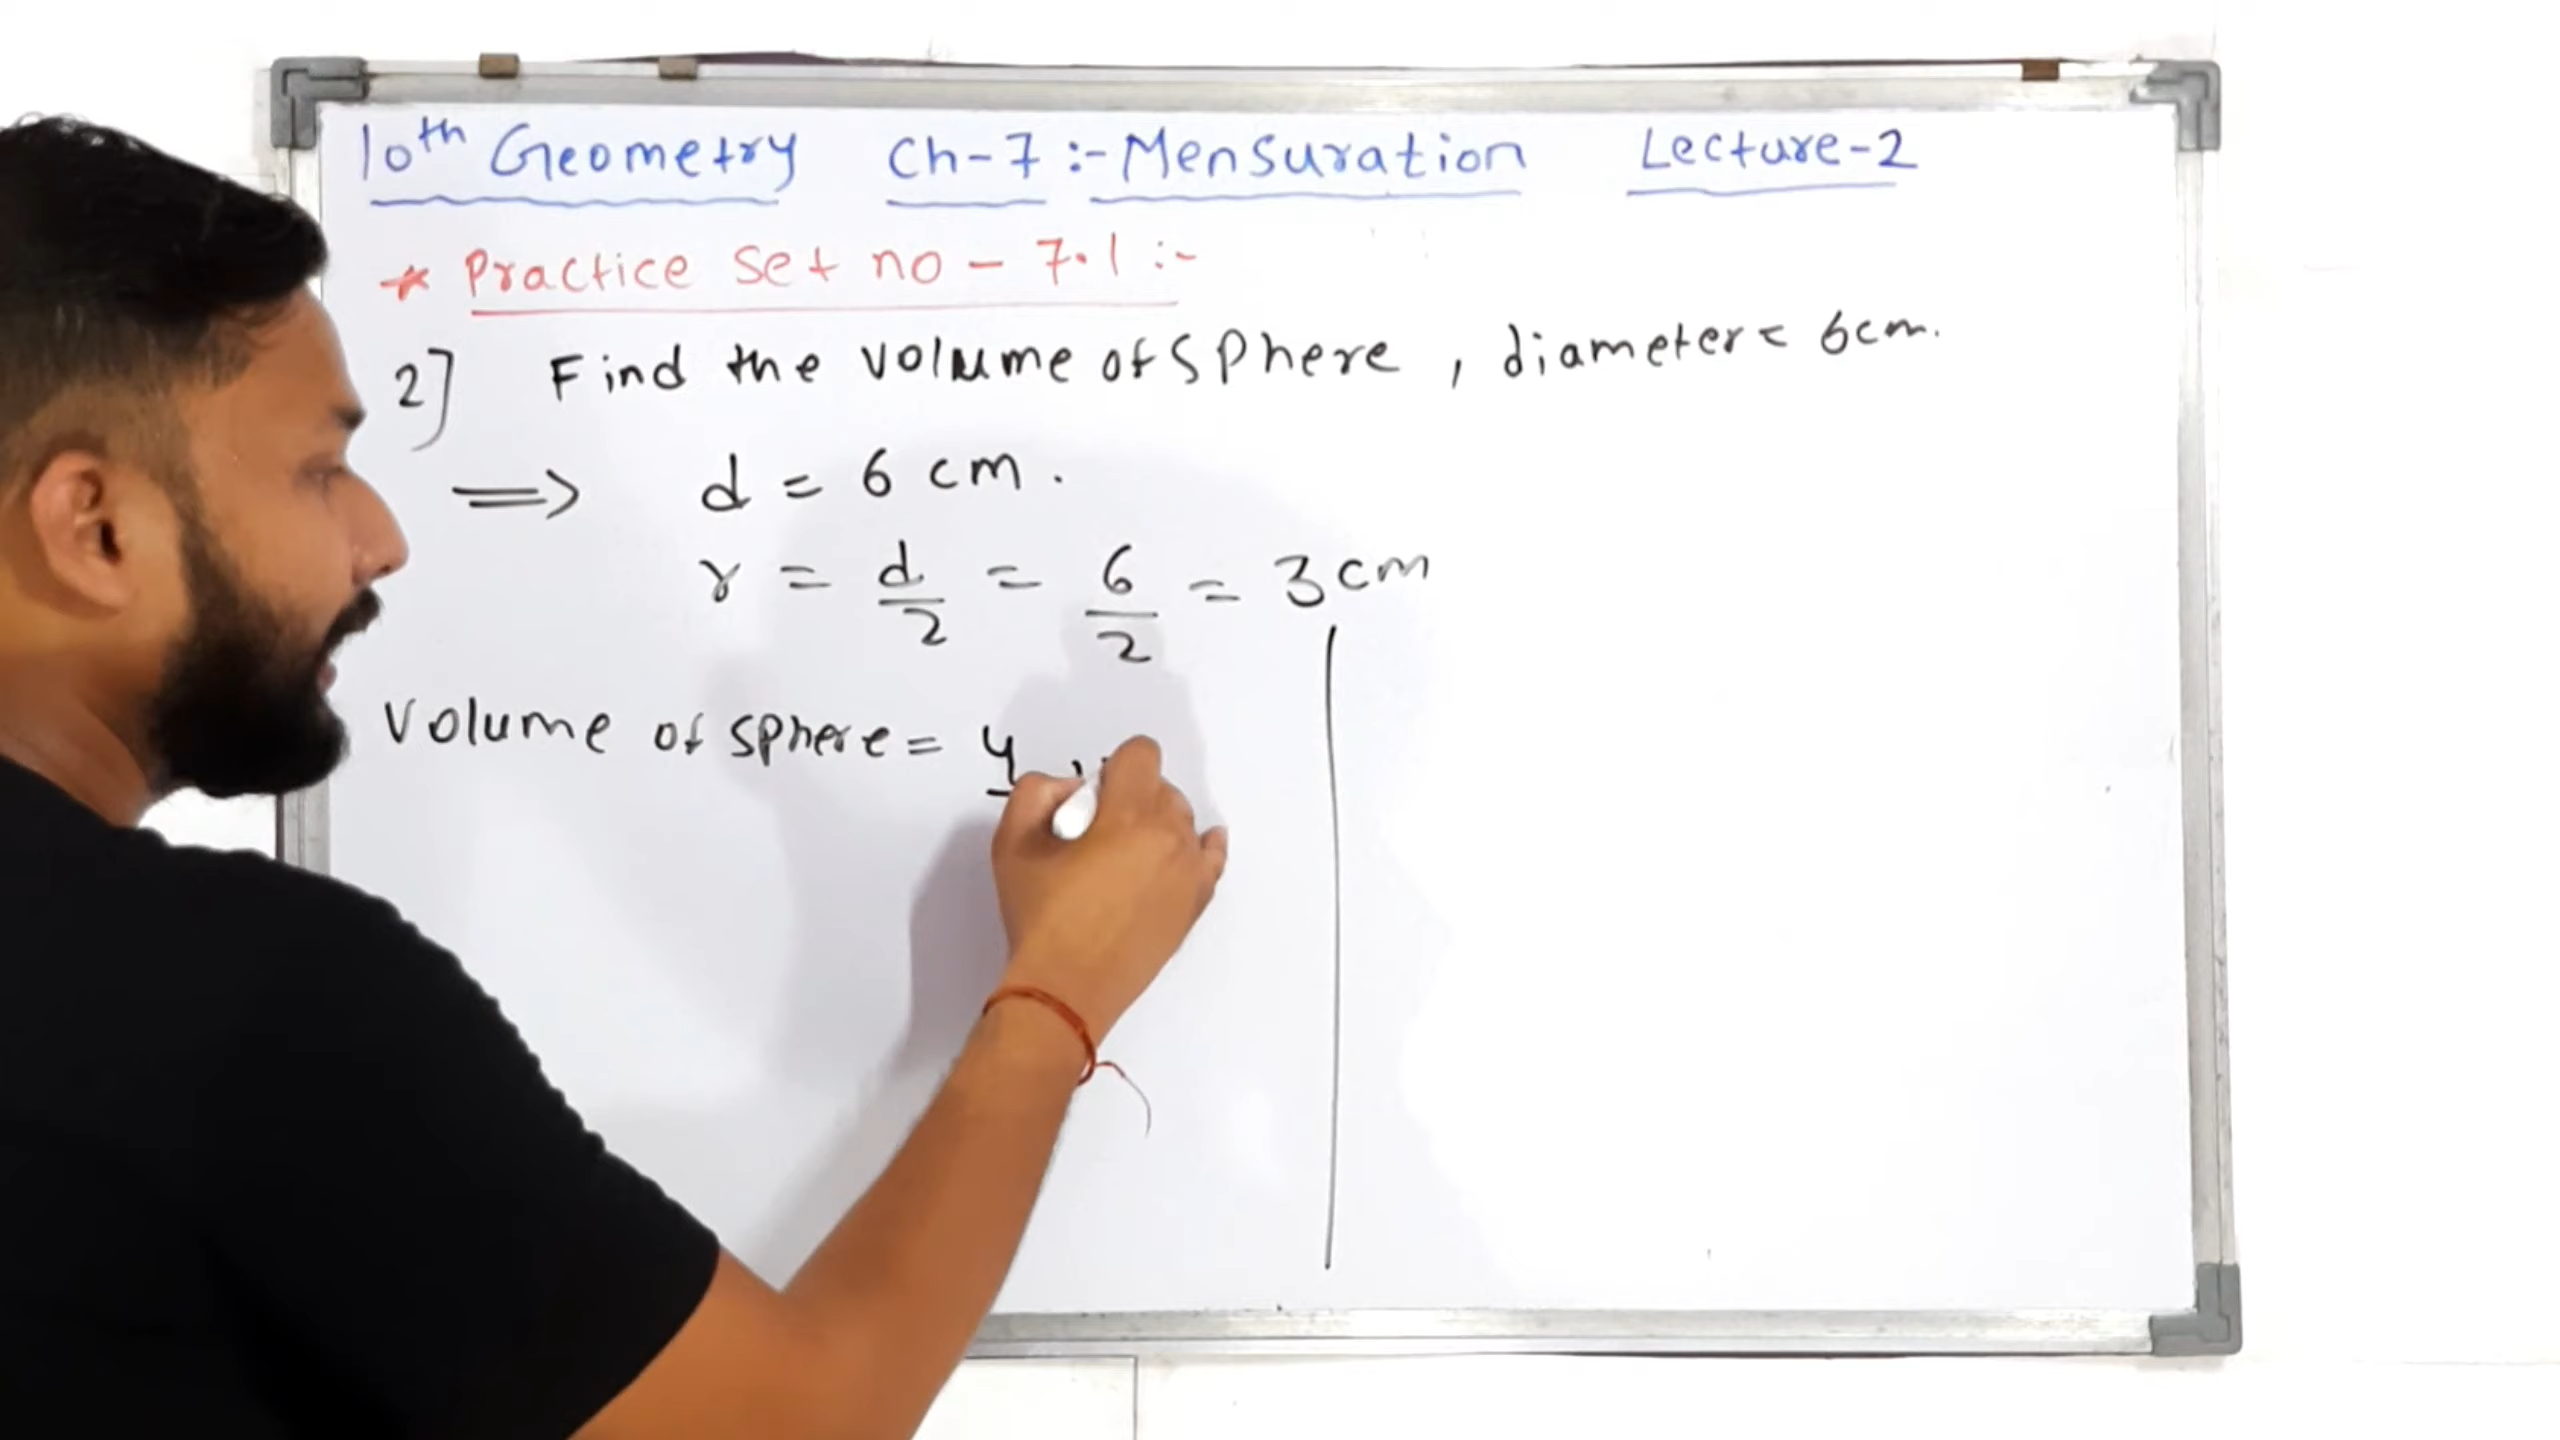 10th Geometry Ch-7 :- Mensuration Lecture-2
* Practice Set no - 7.1 :-
2] Find the volume of Sphere , diameter = 6cm.
=> d = 6 cm .
r = d/2 = 6/2 = 3cm
Volume of sphere = 4